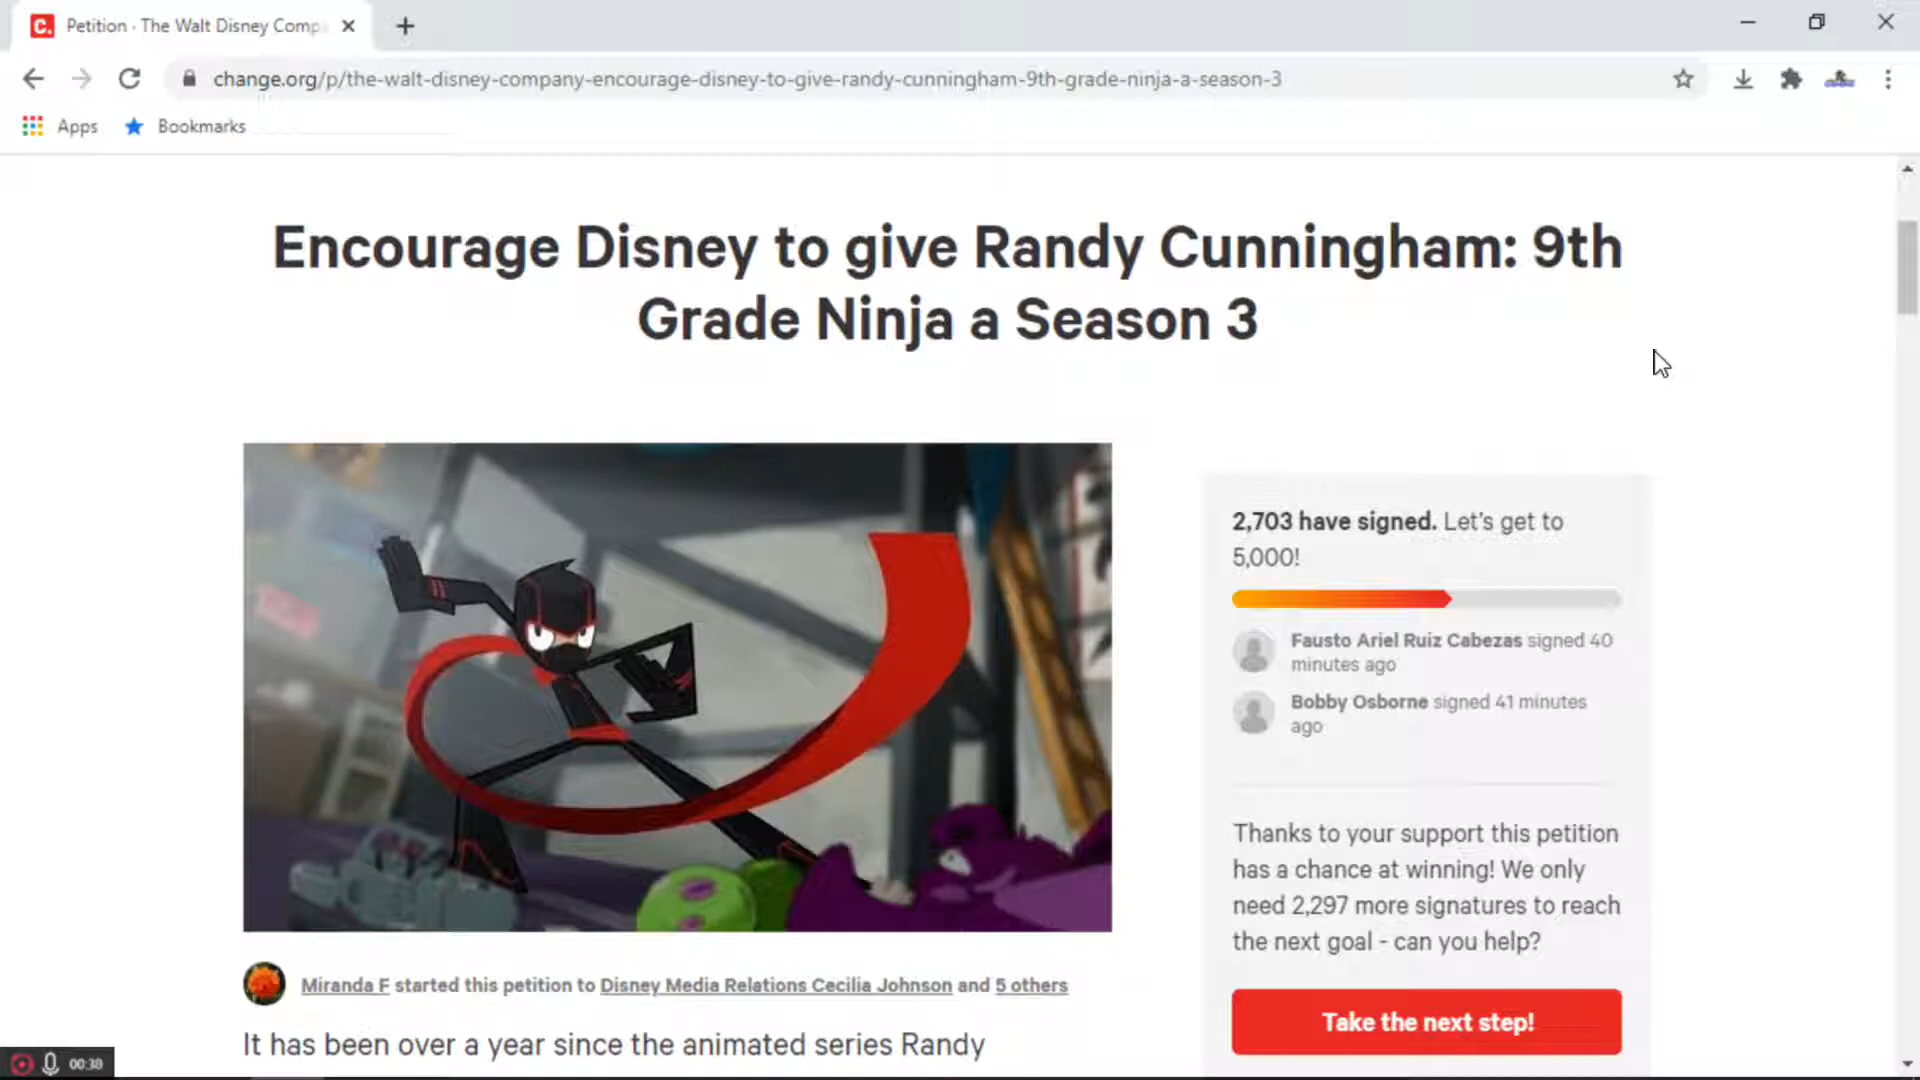 Petition · The Walt Disney Comp
change.org/p/the-walt-disney-company-encourage-disney-to-give-randy-cunningham-9th-grade-ninja-a-season-3
Apps
Bookmarks
Encourage Disney to give Randy Cunningham: 9th
Grade Ninja a Season 3
2,703 have signed. Let's get to
5,000!
Fausto Ariel Ruiz Cabezas signed 40
minutes ago
Bobby Osborne signed 41 minutes
ago
Thanks to your support this petition
has a chance at winning! We only
need 2,297 more signatures to reach
the next goal - can you help?
Take the next step!
Miranda F started this petition to Disney Media Relations Cecilia Johnson and 5 others
It has been over a year since the animated series Randy
00:38